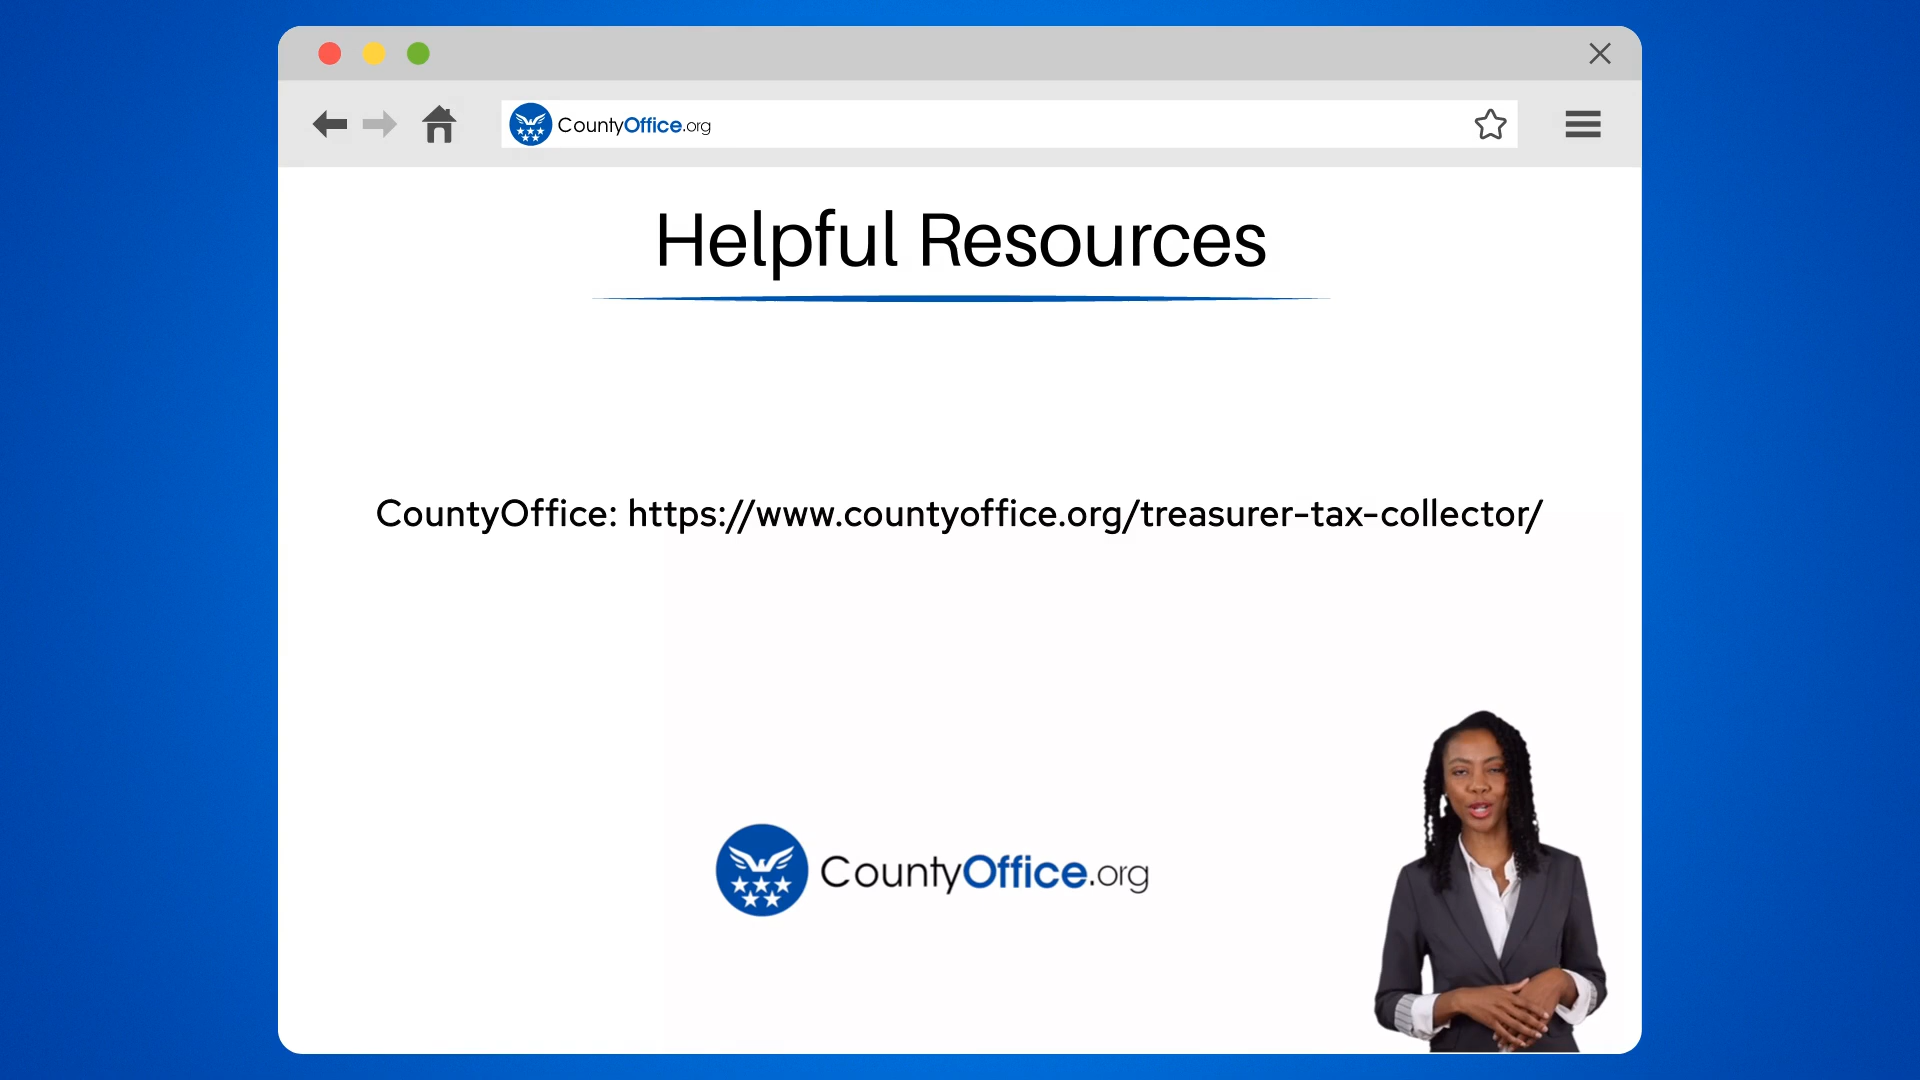 CountyOffice.org
Helpful Resources
CountyOffice: https://www.countyoffice.org/treasurer-tax-collector/
CountyOffice.org